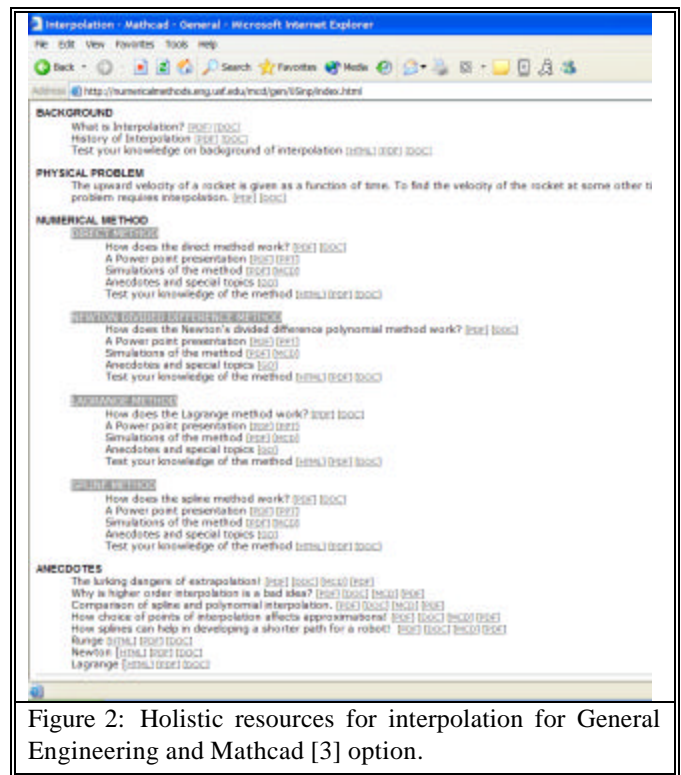 Interpolation - Mathcad - General - Microsoft Internet Explorer
File Edit View Favorites Tools Help
Back Search Favorites Media
Address http://numericalmethods.eng.usf.edu/mcd/gen/05inp/index.html
BACKGROUND
What is Interpolation? [PDF] [DOC]
History of Interpolation [PDF] [DOC]
Test your knowledge on background of interpolation [HTML] [PDF] [DOC]
PHYSICAL PROBLEM
The upward velocity of a rocket is given as a function of time. To find the velocity of the rocket at some other ti
problem requires interpolation. [PDF] [DOC]
NUMERICAL METHOD
DIRECT METHOD
How does the direct method work? [PDF] [DOC]
A Power point presentation [PDF] [PPT]
Simulations of the method [PDF] [MCD]
Anecdotes and special topics [GO]
Test your knowledge of the method [HTML] [PDF] [DOC]
NEWTON DIVIDED DIFFERENCE METHOD
How does the Newton's divided difference polynomial method work? [PDF] [DOC]
A Power point presentation [PDF] [PPT]
Simulations of the method [PDF] [MCD]
Anecdotes and special topics [GO]
Test your knowledge of the method [HTML] [PDF] [DOC]
LAGRANGE METHOD
How does the Lagrange method work? [PDF] [DOC]
A Power point presentation [PDF] [PPT]
Simulations of the method [PDF] [MCD]
Anecdotes and special topics [GO]
Test your knowledge of the method [HTML] [PDF] [DOC]
SPLINE METHOD
How does the spline method work? [PDF] [DOC]
A Power point presentation [PDF] [PPT]
Simulations of the method [PDF] [MCD]
Anecdotes and special topics [GO]
Test your knowledge of the method [HTML] [PDF] [DOC]
ANECDOTES
The lurking dangers of extrapolation! [PDF] [DOC] [MCD] [PDF]
Why is higher order interpolation is a bad idea? [PDF] [DOC] [MCD] [PDF]
Comparison of spline and polynomial interpolation. [PDF] [DOC] [MCD] [PDF]
How choice of points of interpolation affects approximations! [PDF] [DOC] [MCD] [PDF]
How splines can help in developing a shorter path for a robot! [PDF] [DOC] [MCD] [PDF]
Runge [HTML] [PDF] [DOC]
Newton [HTML] [PDF] [DOC]
Lagrange [HTML] [PDF] [DOC]
Figure 2: Holistic resources for interpolation for General
Engineering and Mathcad [3] option.